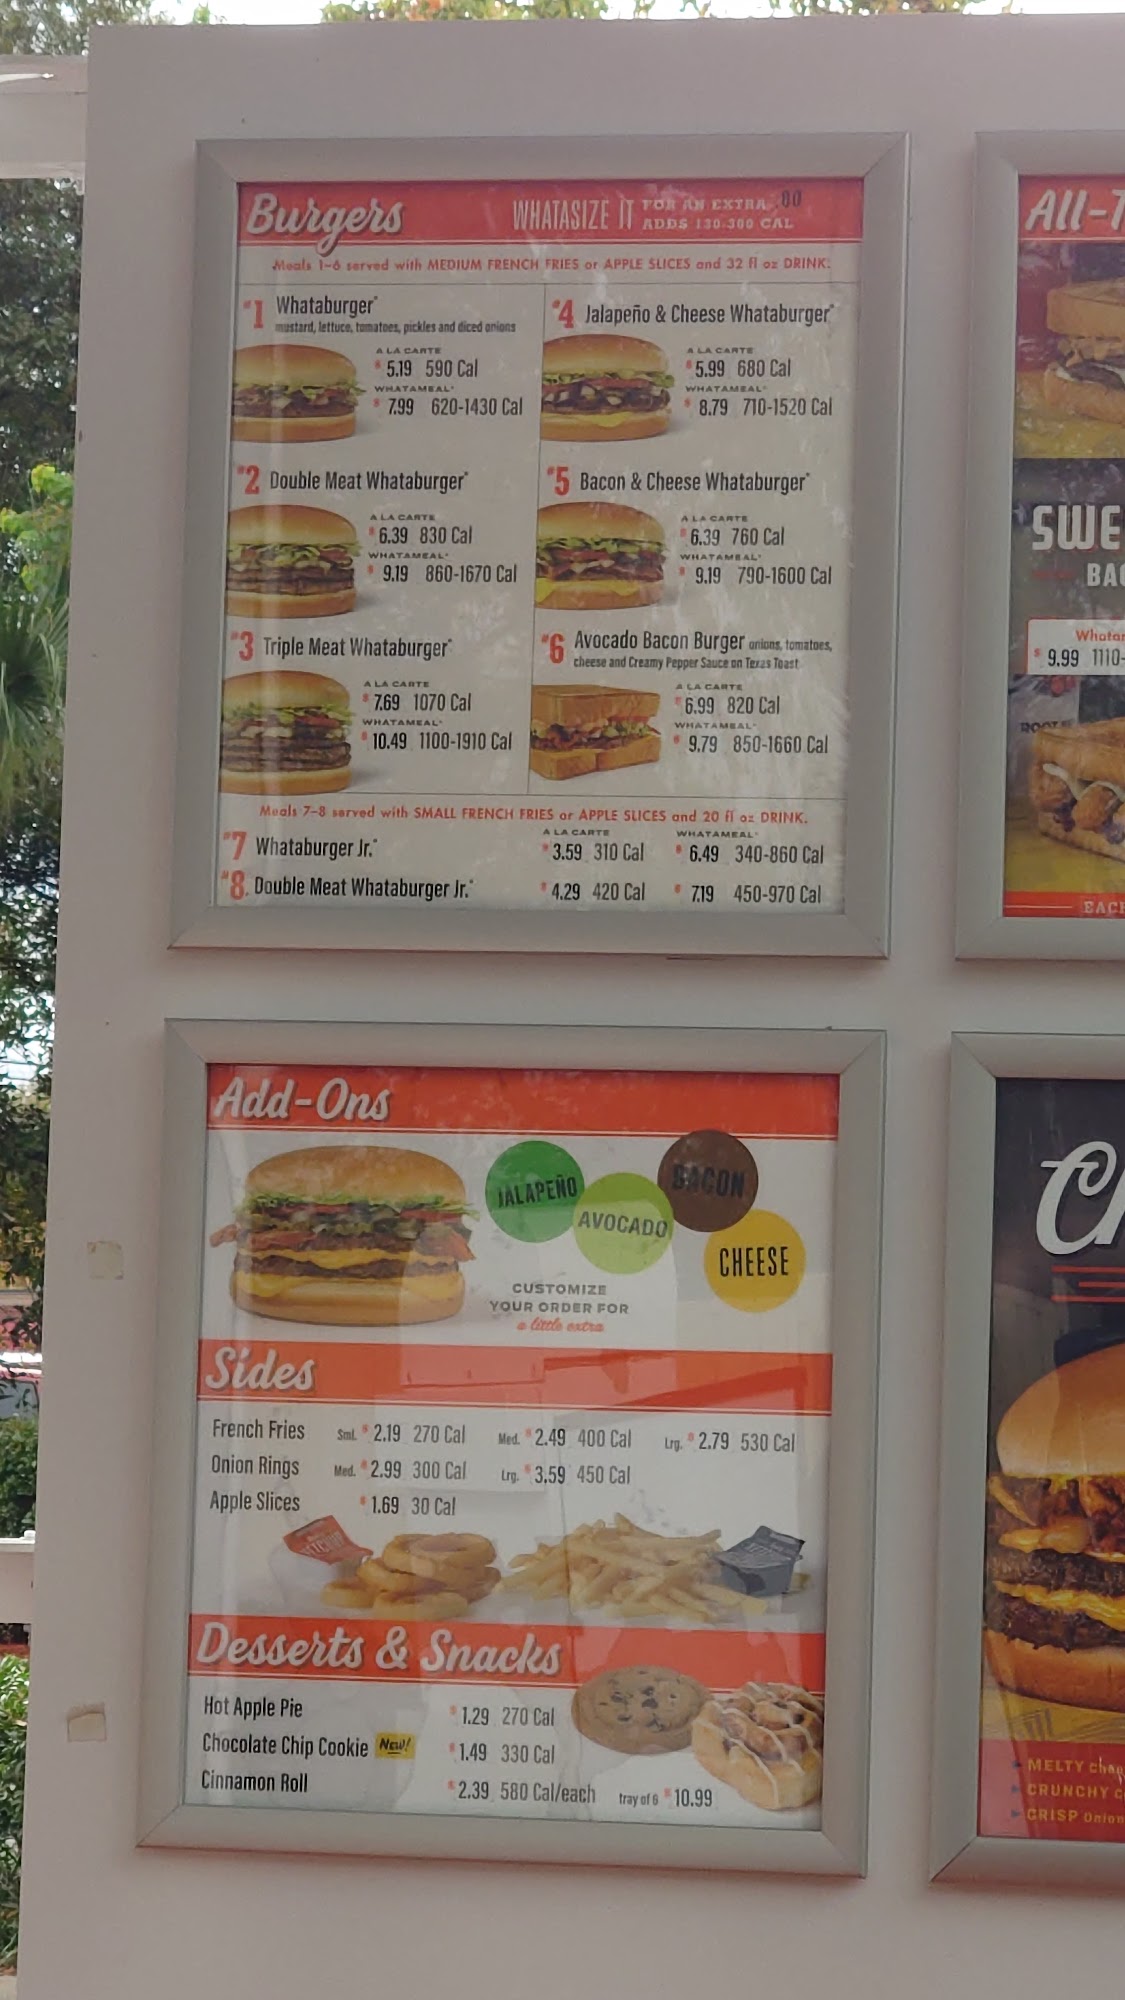 Burgers WHATASIZE IT FOR AN EXTRA .80
ADDS 130-300 CAL
Meals 1-6 served with MEDIUM FRENCH FRIES or APPLE SLICES and 32 fl oz DRINK.
#1 Whataburger®
mustard, lettuce, tomatoes, pickles and diced onions
A LA CARTE
$5.19 590 Cal
WHATAMEAL®
$7.99 620-1430 Cal
#2 Double Meat Whataburger®
A LA CARTE
$6.39 830 Cal
WHATAMEAL®
$9.19 860-1670 Cal
#3 Triple Meat Whataburger®
A LA CARTE
$7.69 1070 Cal
WHATAMEAL®
$10.49 1100-1910 Cal
#4 Jalapeño & Cheese Whataburger®
A LA CARTE
$5.99 680 Cal
WHATAMEAL®
$8.79 710-1520 Cal
#5 Bacon & Cheese Whataburger®
A LA CARTE
$6.39 760 Cal
WHATAMEAL®
$9.19 790-1600 Cal
#6 Avocado Bacon Burger onions, tomatoes,
cheese and Creamy Pepper Sauce on Texas Toast
A LA CARTE
$6.99 820 Cal
WHATAMEAL®
$9.79 850-1660 Cal
Meals 7-8 served with SMALL FRENCH FRIES or APPLE SLICES and 20 fl oz DRINK.
A LA CARTE WHATAMEAL®
#7 Whataburger Jr.® $3.59 310 Cal $6.49 340-860 Cal
#8 Double Meat Whataburger Jr.® $4.29 420 Cal $7.19 450-970 Cal
All-
SWE
BA
$9.99 1110-
EAC
Add-Ons
JALAPEÑO
AVOCADO
BACON
CHEESE
CUSTOMIZE
YOUR ORDER FOR
a little extra
Sides
French Fries Sml. $2.19 270 Cal Med. $2.49 400 Cal Lrg. $2.79 530 Cal
Onion Rings Med. $2.99 300 Cal Lrg. $3.59 450 Cal
Apple Slices $1.69 30 Cal
Desserts & Snacks
Hot Apple Pie $1.29 270 Cal
Chocolate Chip Cookie New! $1.49 330 Cal
Cinnamon Roll $2.39 580 Cal/each tray of 6 $10.99
MELTY
CRUNCHY
CRISP Onion